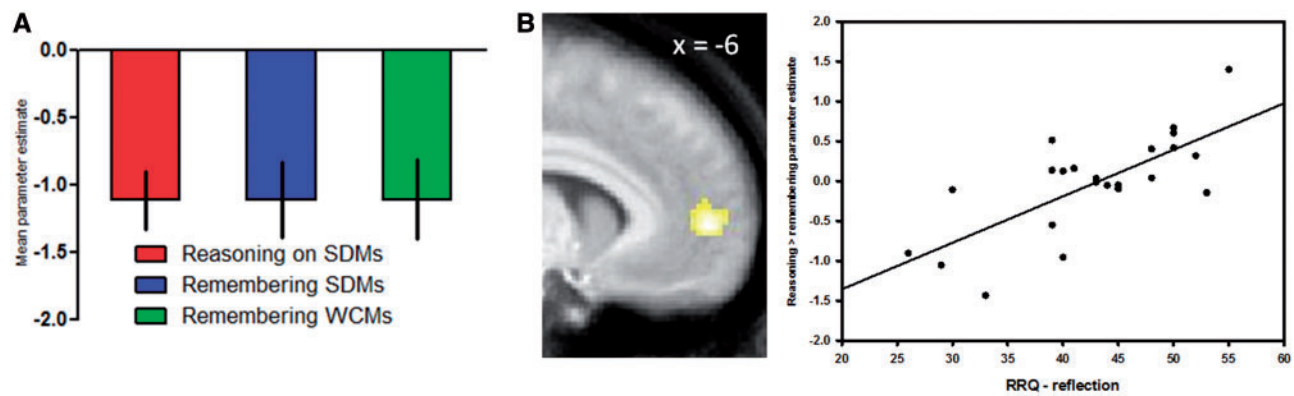 A
Mean parameter estimate
0.0
-0.5
-1.0
-1.5
-2.0
Reasoning on SDMs
Remembering SDMs
Remembering WCMs
B
x = -6
Reasoning > remembering parameter estimate
2.0
1.5
1.0
0.5
0.0
-0.5
-1.0
-1.5
-2.0
20 25 30 35 40 45 50 55 60
RRQ - reflection